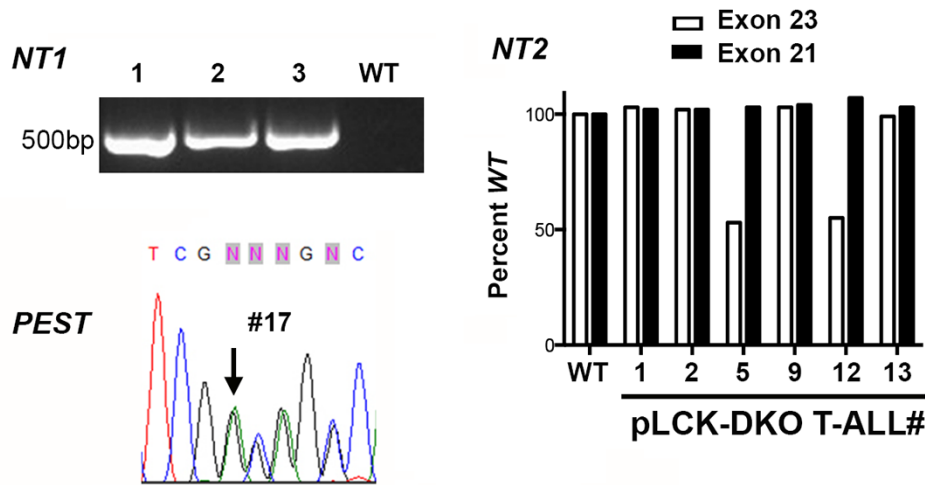 NT1
1 2 3 WT
500bp
T C G N N N G N C
PEST
#17
Exon 23
Exon 21
NT2
100
50
0
Percent WT
WT 1 2 5 9 12 13
pLCK-DKO T-ALL#